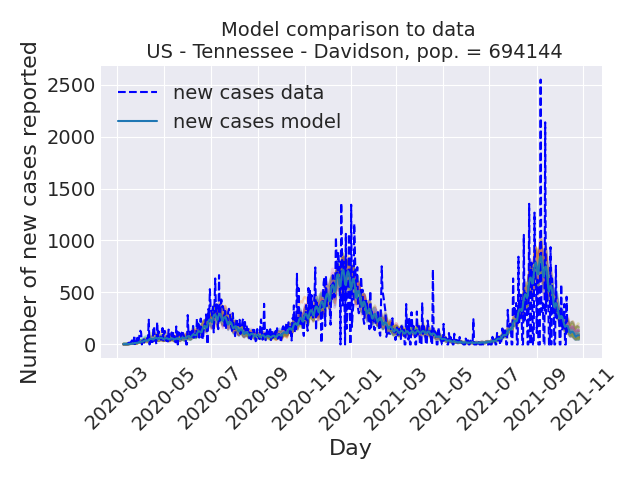 Model comparison to data
US - Tennessee - Davidson, pop. = 694144
Number of new cases reported
2500
2000
1500
1000
500
0
new cases data
new cases model
2020-03
2020-05
2020-07
2020-09
2020-11
2021-01
2021-03
2021-05
2021-07
2021-09
2021-11
Day